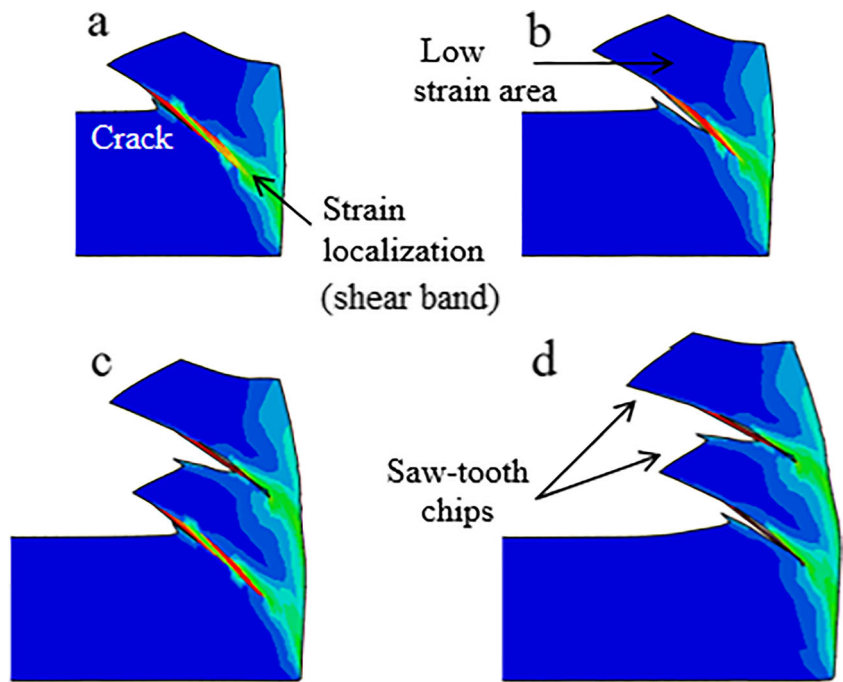 a
b
Low
strain area
Crack
Strain
localization
(shear band)
c
d
Saw-tooth
chips